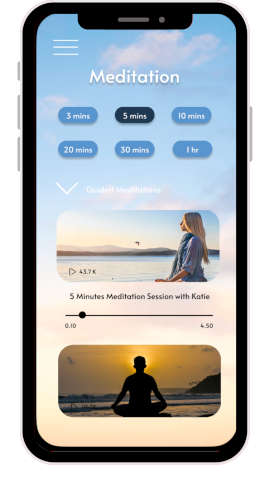 Meditation
3 mins 5 mins 10 mins
20 mins 30 mins 1 hr
Guided Meditations
43.7 K
5 Minutes Meditation Session with Katie
0.10 4.50